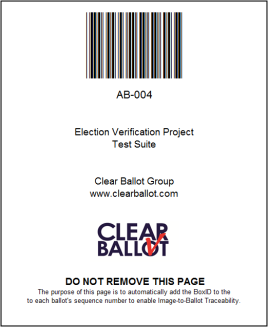 AB-004
Election Verification Project
Test Suite
Clear Ballot Group
www.clearballot.com
CLEAR
BALLOT
DO NOT REMOVE THIS PAGE
The purpose of this page is to automatically add the BoxID to the
to each ballot's sequence number to enable Image-to-Ballot Traceability.